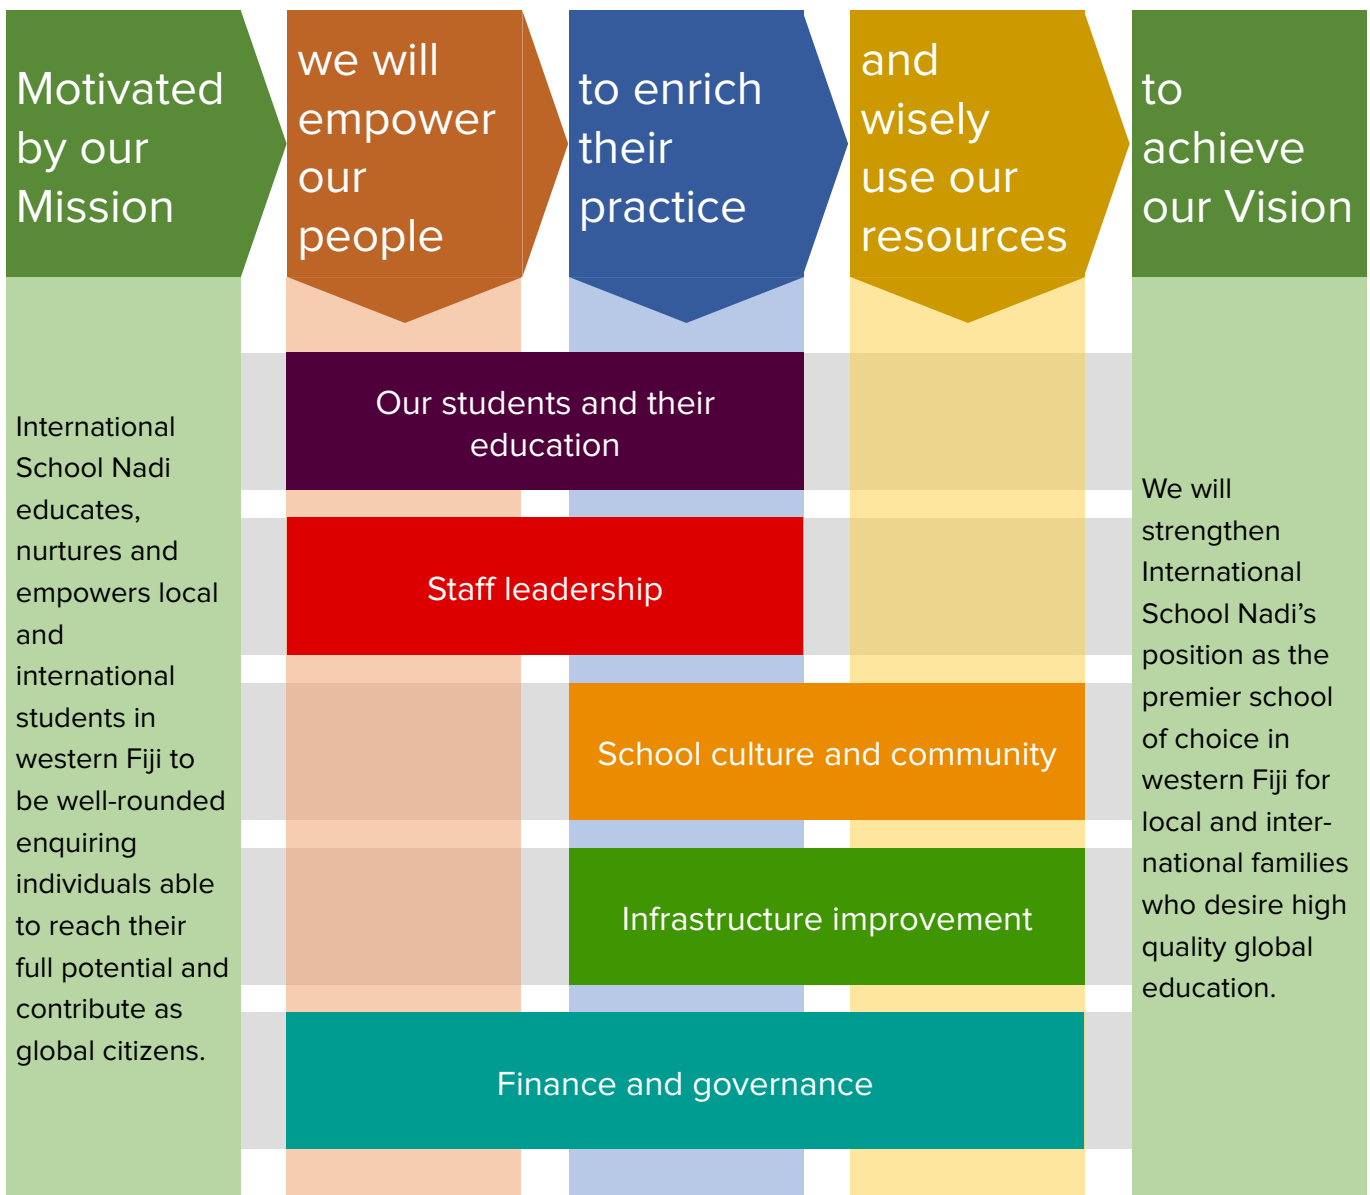 Motivated
by our
Mission
we will
empower
our
people
to enrich
their
practice
and
wisely
use our
resources
to
achieve
our Vision
International
School Nadi
educates,
nurtures and
empowers local
and
international
students in
western Fiji to
be well-rounded
enquiring
individuals able
to reach their
full potential and
contribute as
global citizens.
Our students and their
education
Staff leadership
School culture and community
Infrastructure improvement
Finance and governance
We will
strengthen
International
School Nadi’s
position as the
premier school
of choice in
western Fiji for
local and inter-
national families
who desire high
quality global
education.